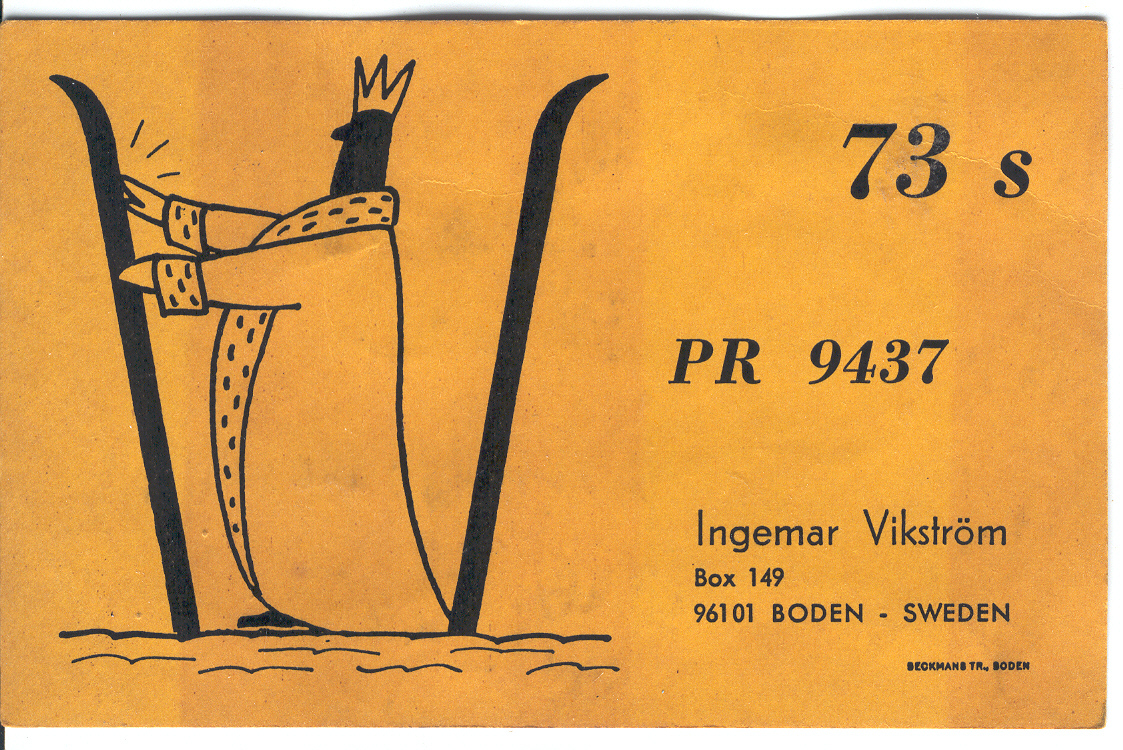 73 s
PR 9437
Ingemar Vikström
Box 149
96101 BODEN - SWEDEN
BECKMANS TR., BODEN